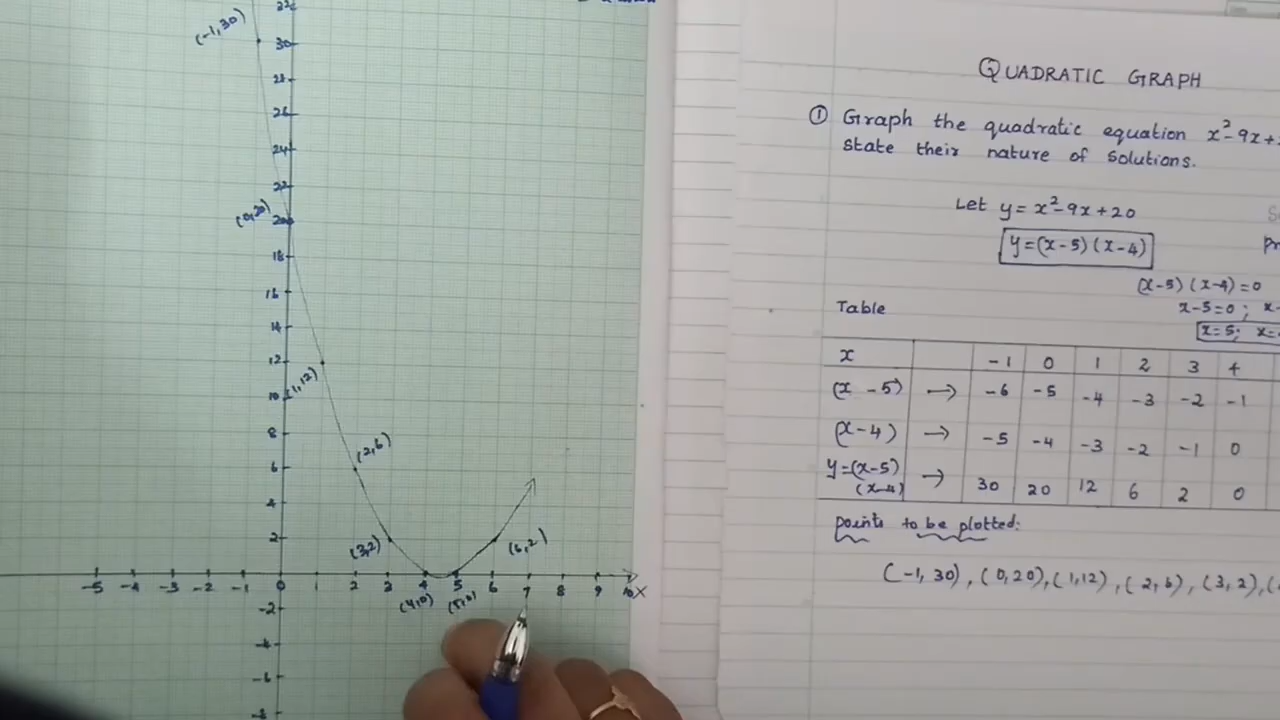 (-1,30)
30
28
26
24
22
(0,20) 20
18
16
14
12
(1,12)
10
8
(2,6)
6
4
2
(3,2)
(6,2)
-5 -4 -3 -2 -1 0 1 2 3 4 5 6 7 8 9 10 X
(4,0)
-2
-4
-6
-8
QUADRATIC GRAPH
① Graph the quadratic equation x²-9x+
state their nature of solutions.
Let y = x²-9x+20
y=(x-5)(x-4)
(x-5)(x-4)=0
x-5=0;
x=5;
Table
x -1 0 1 2 3 4
(x -5) → -6 -5 -4 -3 -2 -1
(x-4) → -5 -4 -3 -2 -1 0
y=(x-5)
(x-4) → 30 20 12 6 2 0
points to be plotted:
(-1,30), (0,20), (1,12), (2,6), (3,2),